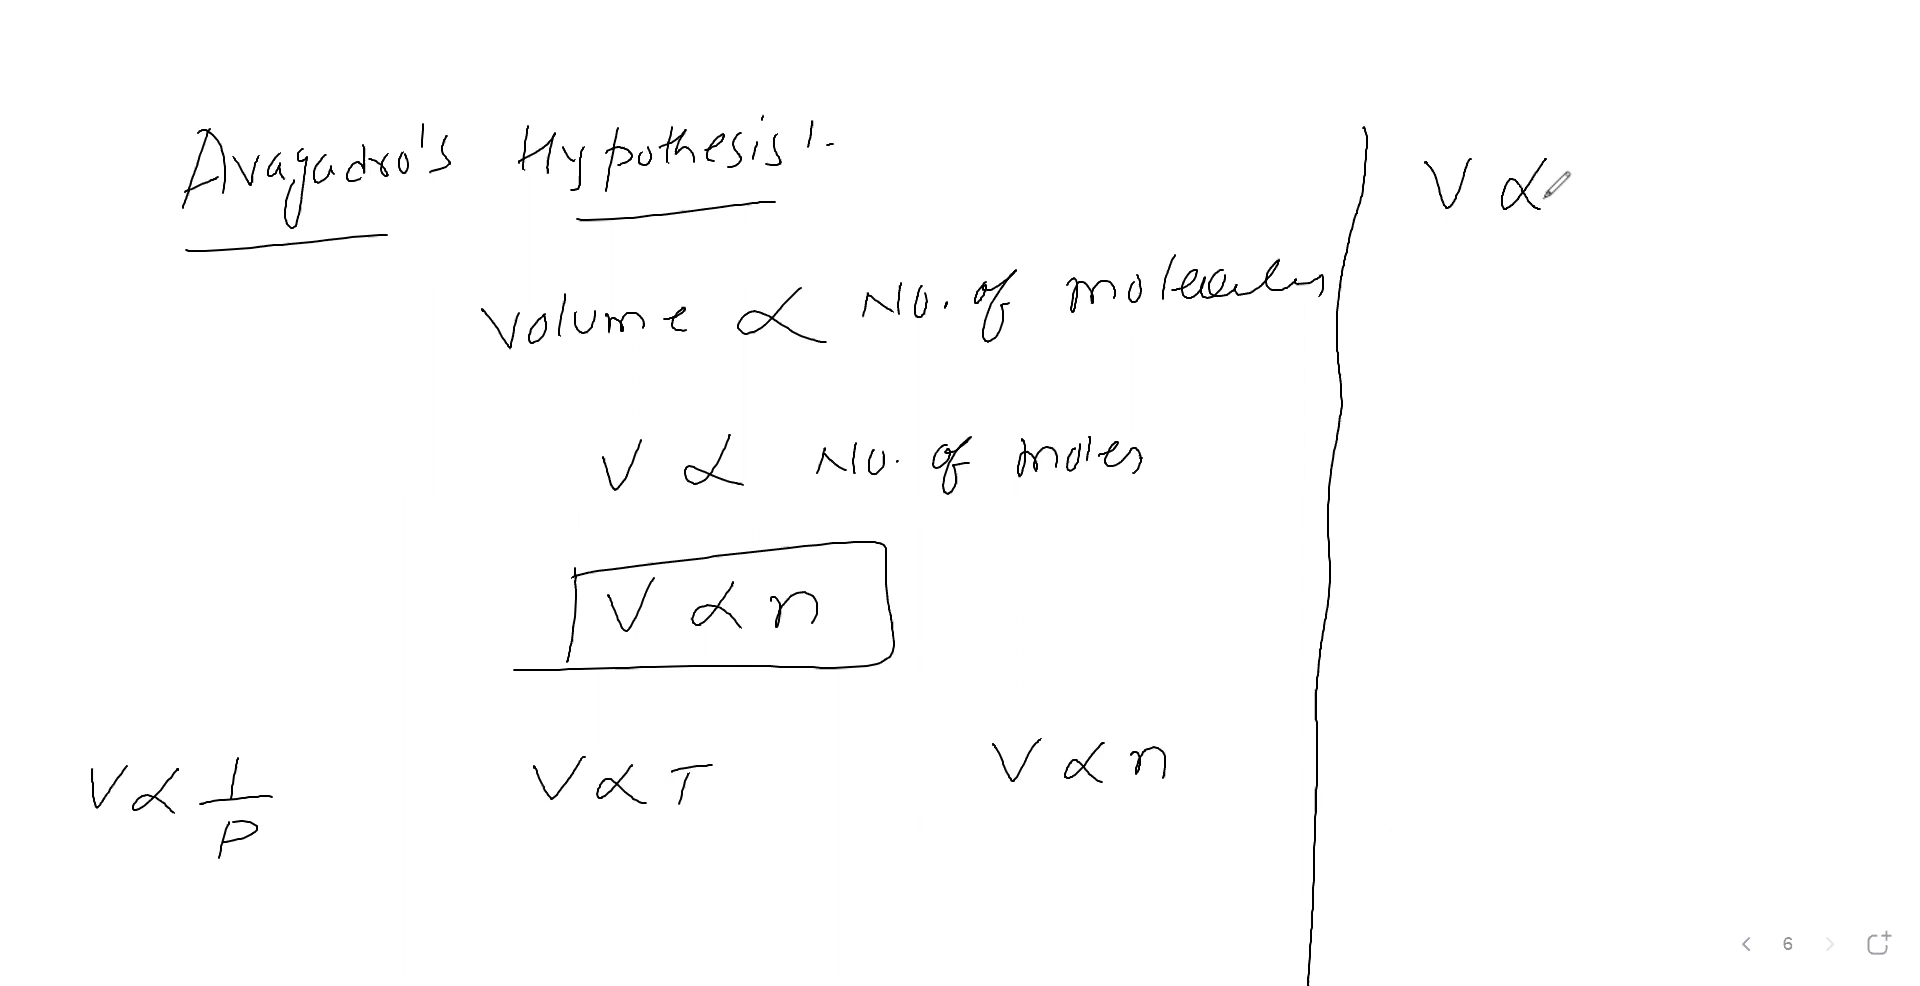 Avagadro's Hypothesis:-
Volume ∝ No. of molecules
V ∝ No. of moles
V ∝ n
V ∝ 1/P V ∝ T V ∝ n
V ∝
6